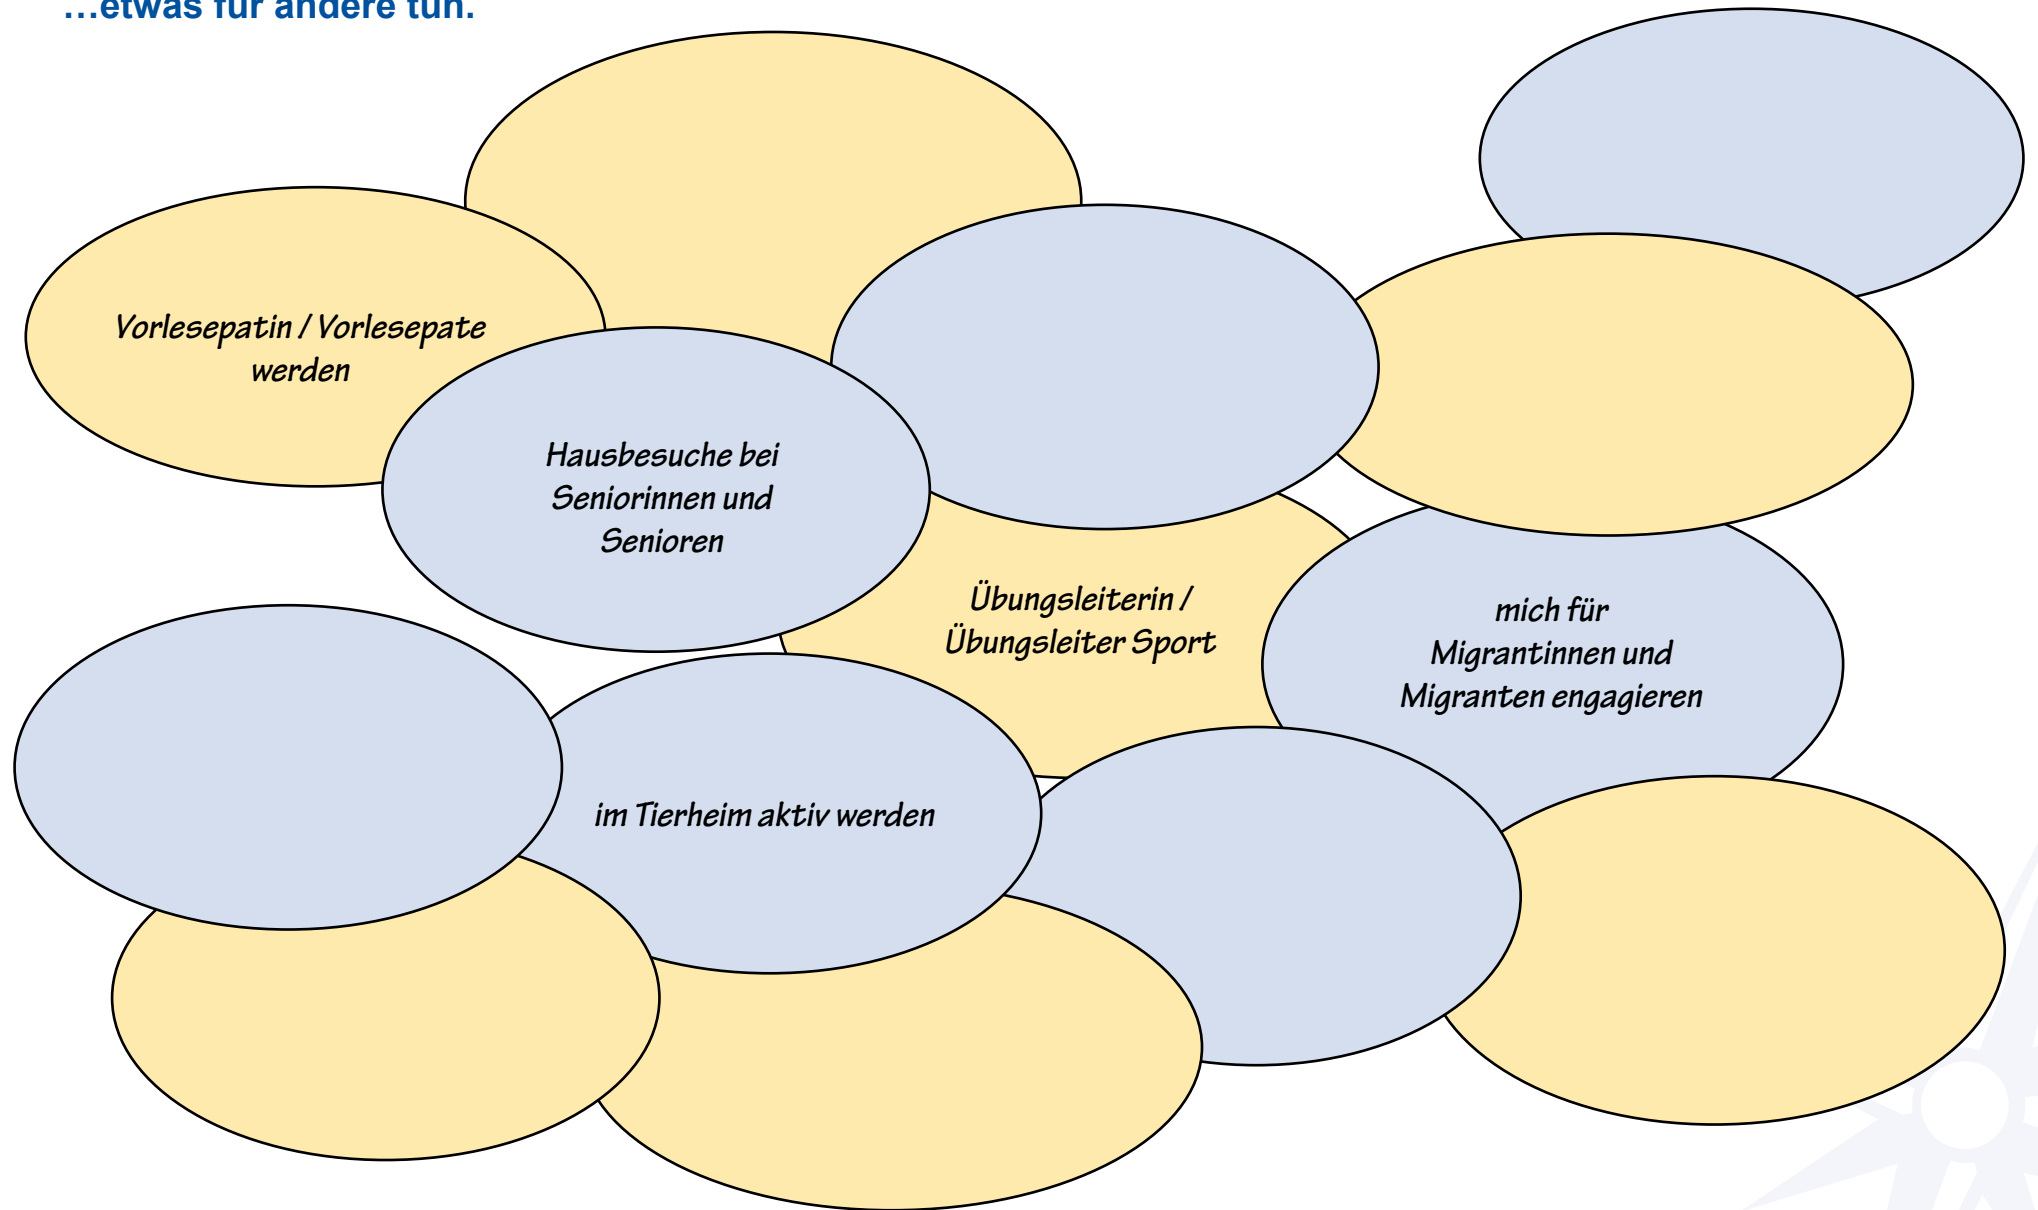 …etwas für andere tun.
Vorlesepatin / Vorlesepate
werden
Hausbesuche bei
Seniorinnen und
Senioren
Übungsleiterin /
Übungsleiter Sport
mich für
Migrantinnen und
Migranten engagieren
im Tierheim aktiv werden